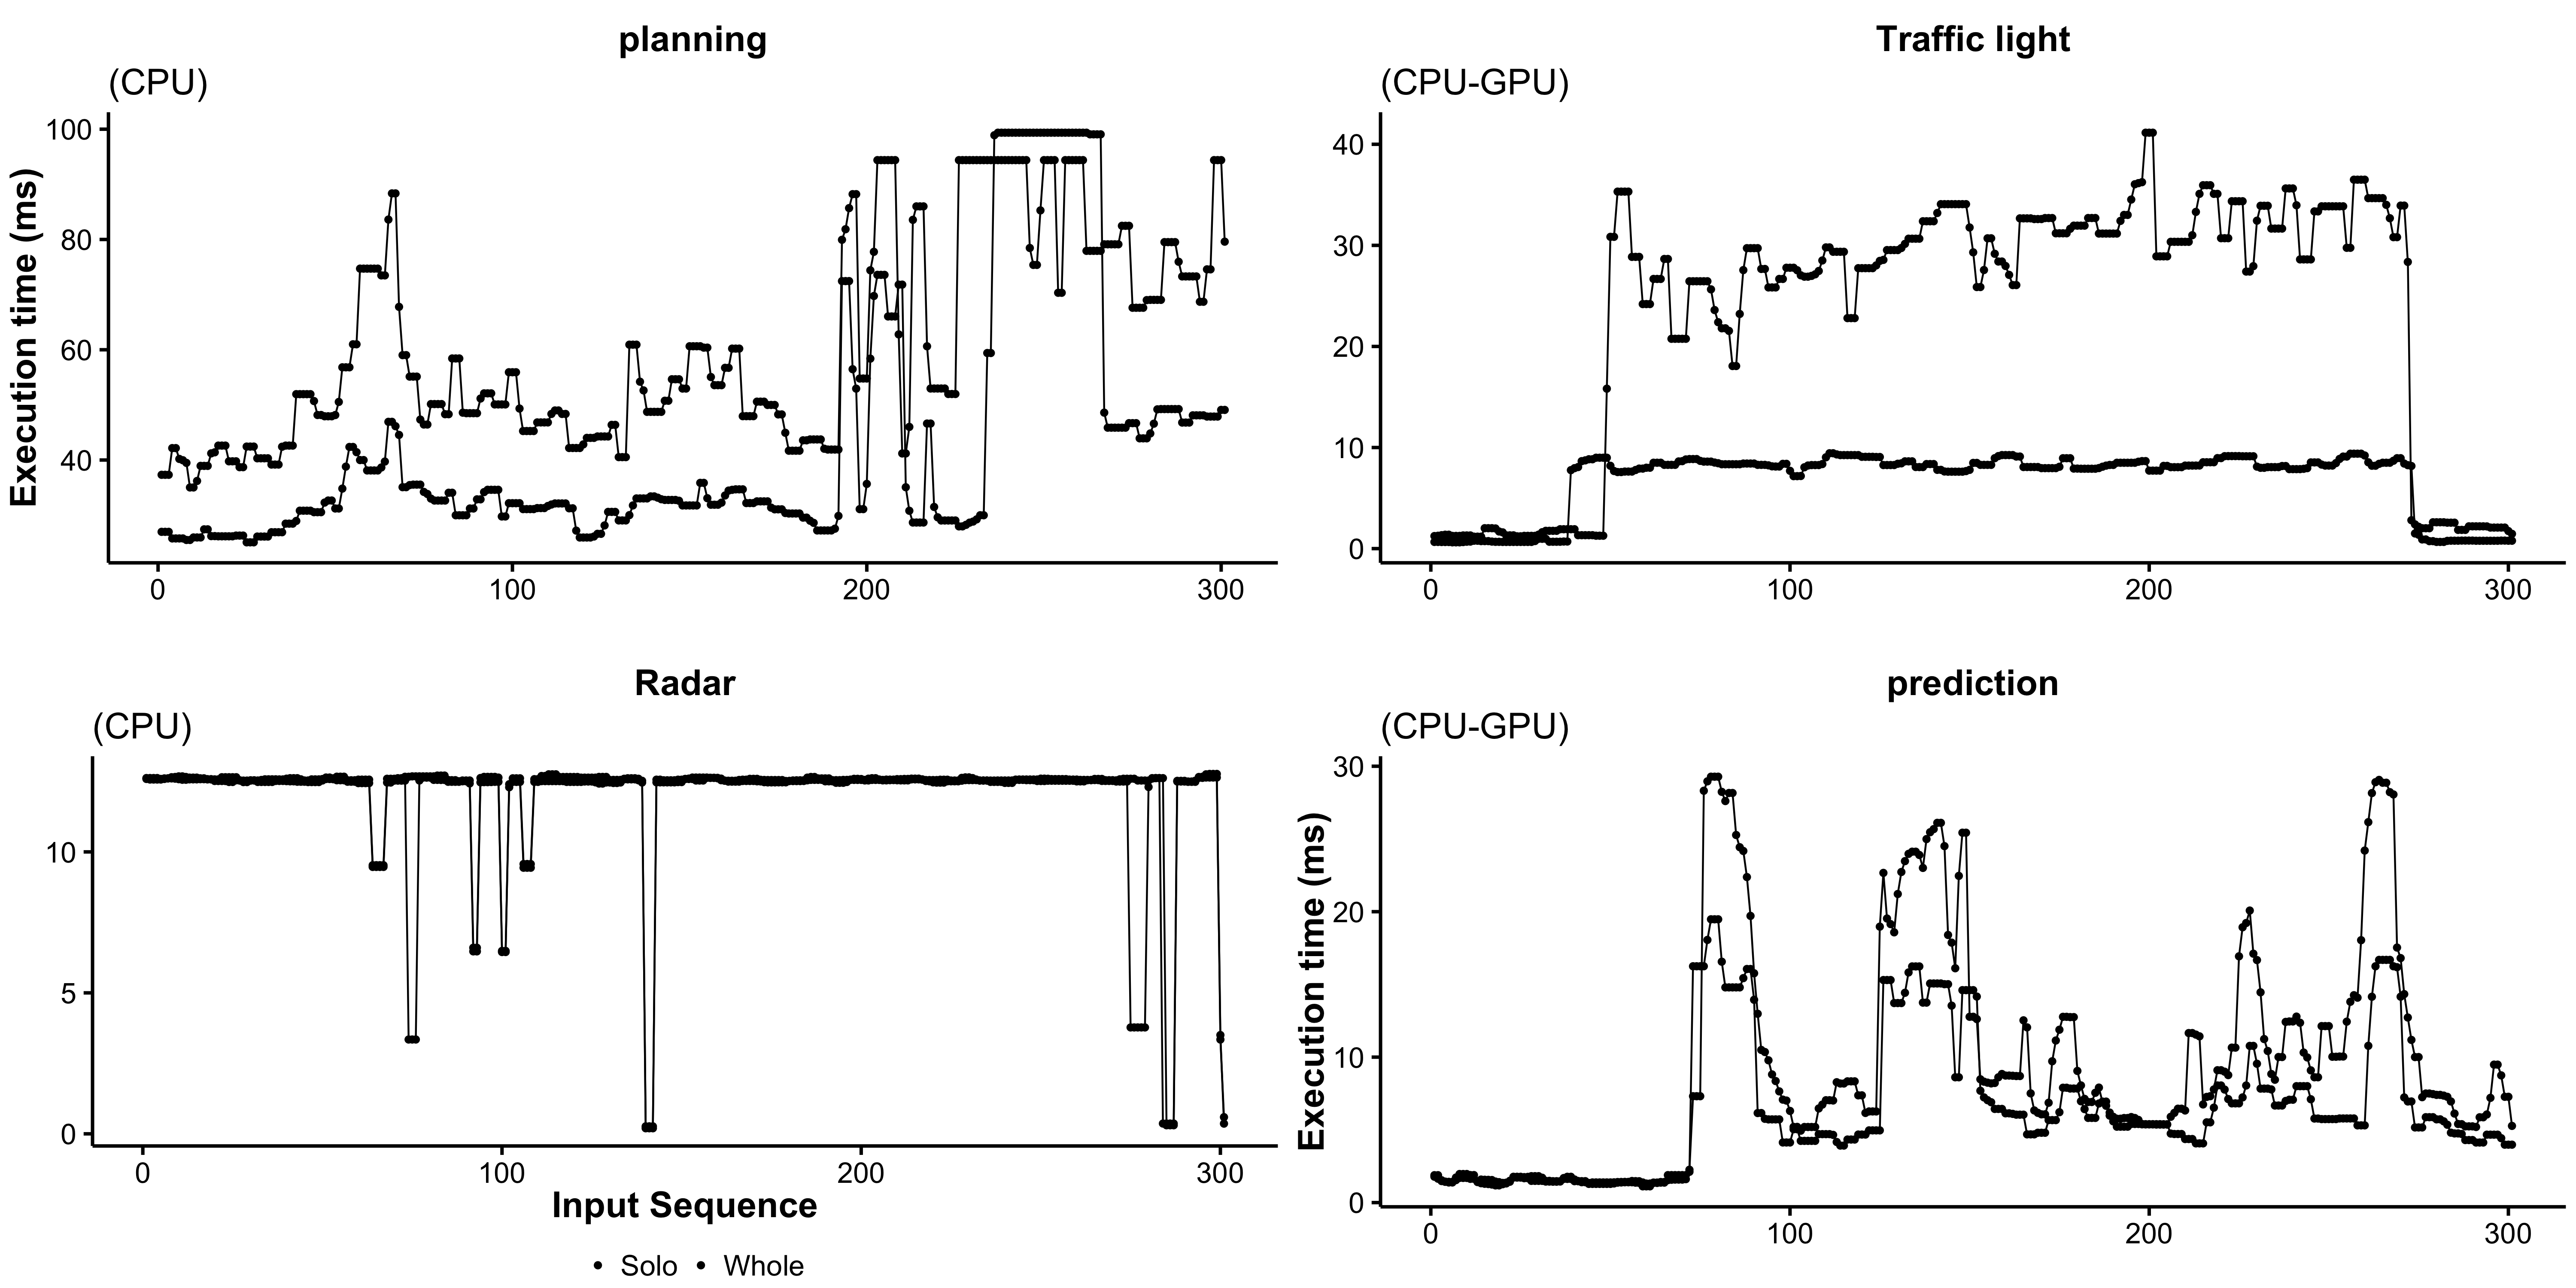 planning
(CPU)
Execution time (ms)
100
80
60
40
0 100 200 300
Traffic light
(CPU-GPU)
40
30
20
10
0
0 100 200 300
Radar
(CPU)
10
5
0
0 100 200 300
Input Sequence
Solo Whole
prediction
(CPU-GPU)
Execution time (ms)
30
20
10
0
0 100 200 300